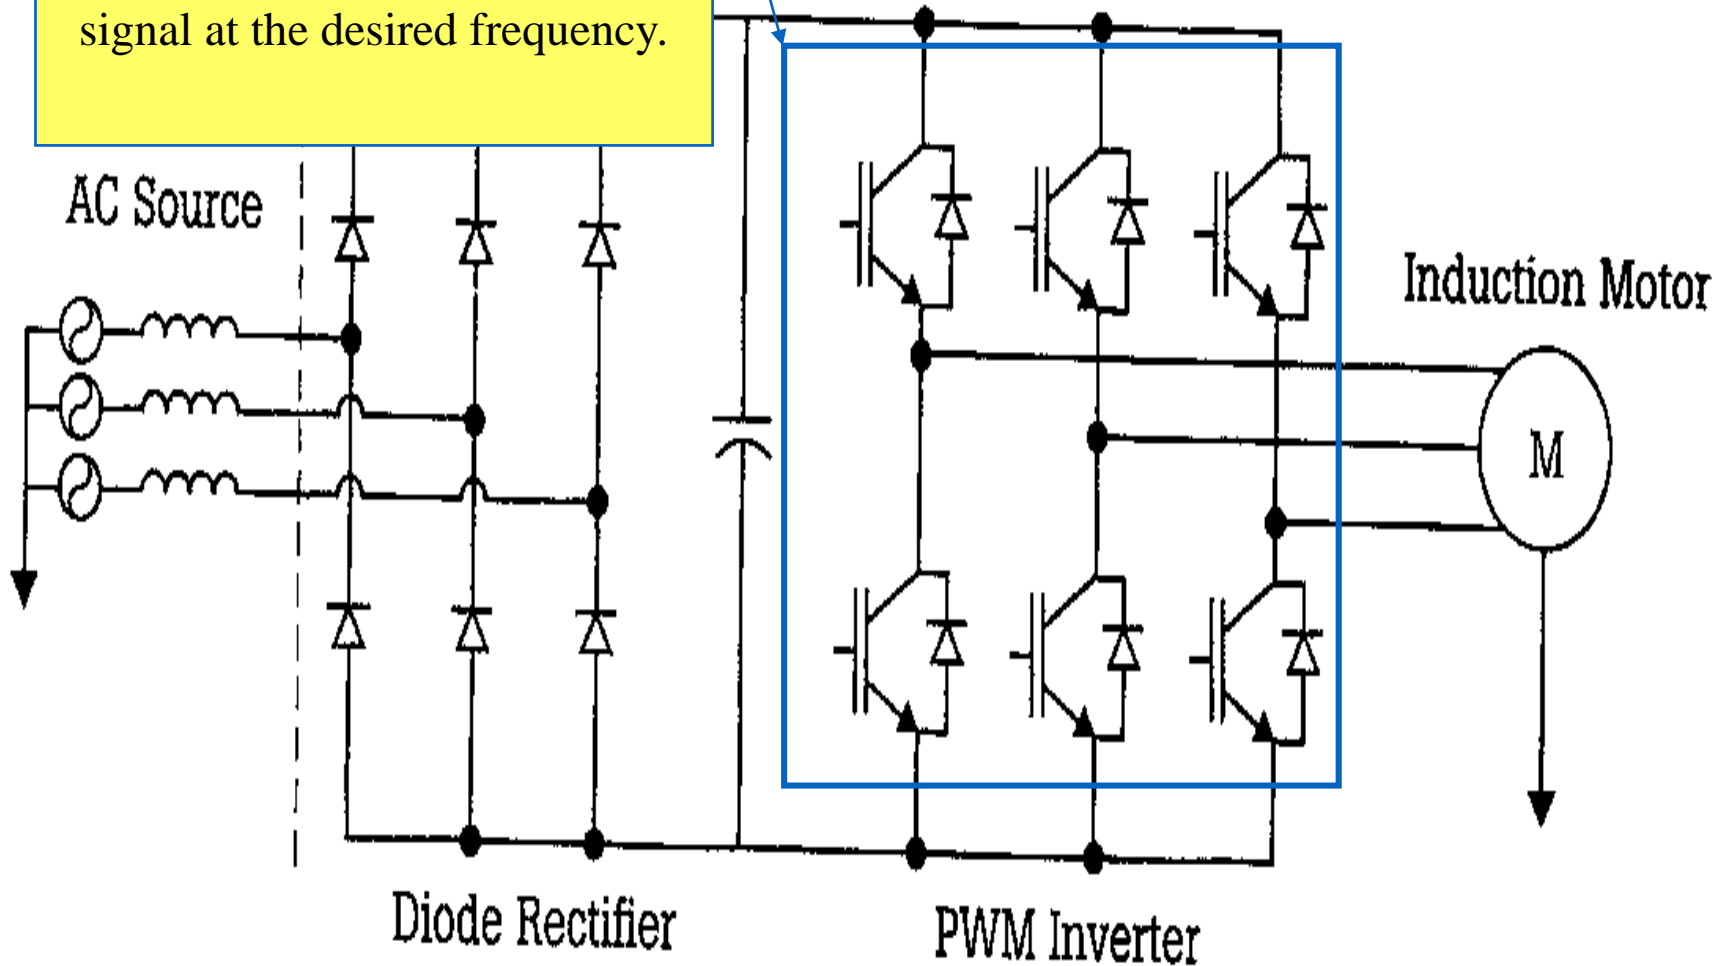 signal at the desired frequency.
AC Source
Induction Motor
M
Diode Rectifier
PWM Inverter